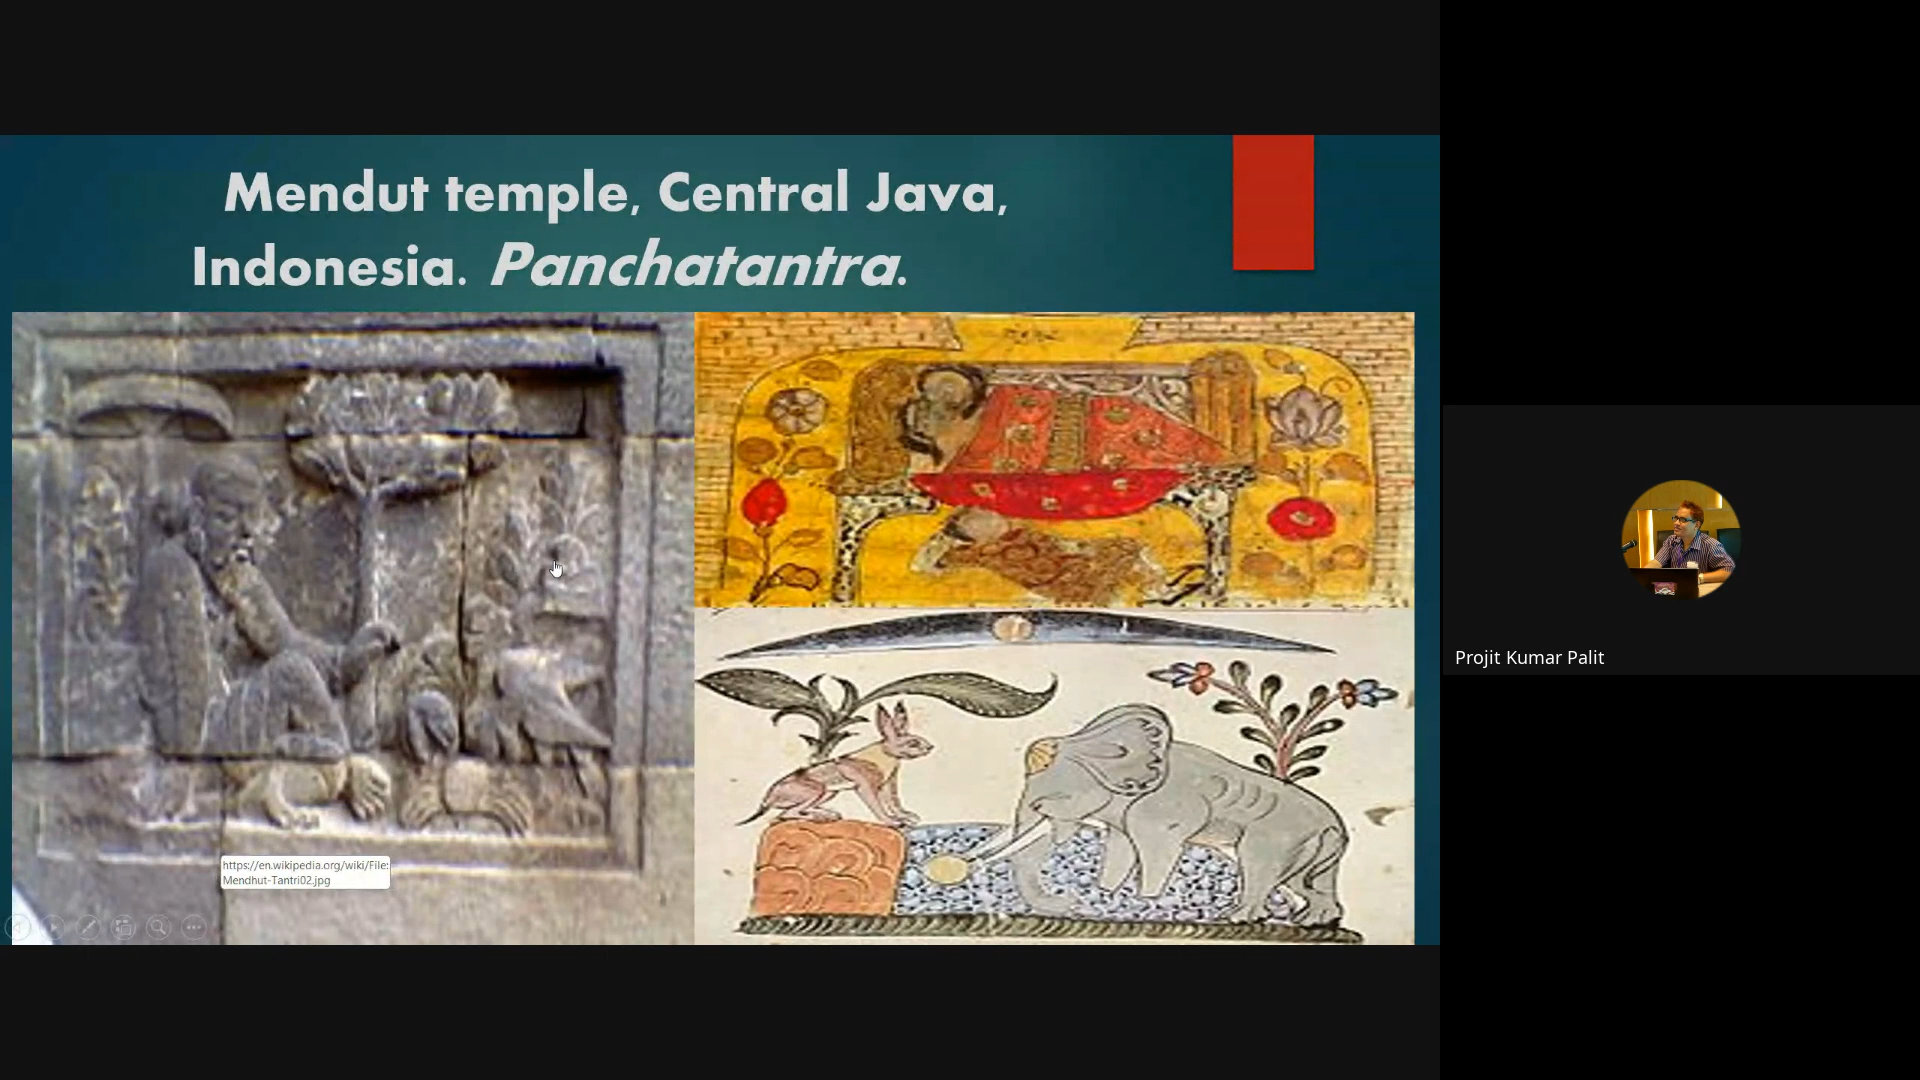 Mendut temple, Central Java,
Indonesia. Panchatantra.
https://en.wikipedia.org/wiki/File:
Mendhut-Tantri02.jpg
Projit Kumar Palit